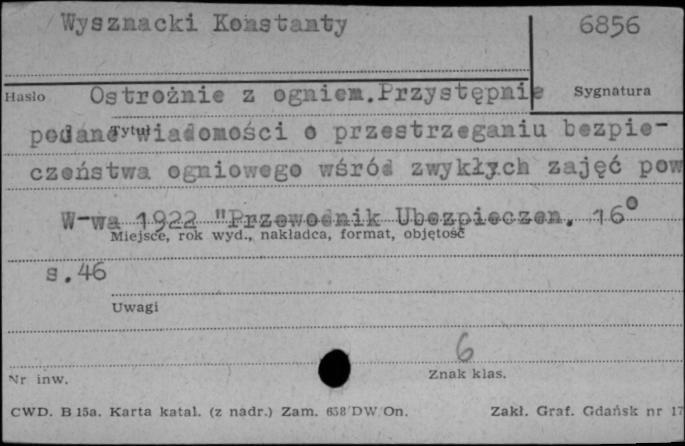 Wysznacki Konstanty 6856
Hasło Ostrożnie z ogniem.Przystępnie Sygnatura
podane Tytuł wiadomości o przestrzeganiu bezpie-
czeństwa ogniowego wśród zwykłych zajęć pow
W-wa 1922 "Przewodnik Ubezpieczen. 16°
Miejsce, rok wyd., nakładca, format, objętość
s.46
Uwagi
6
Nr inw. Znak klas.
CWD. B 15a. Karta katal. (z nadr.) Zam. 658/DW/On. Zakł. Graf. Gdańsk nr 17